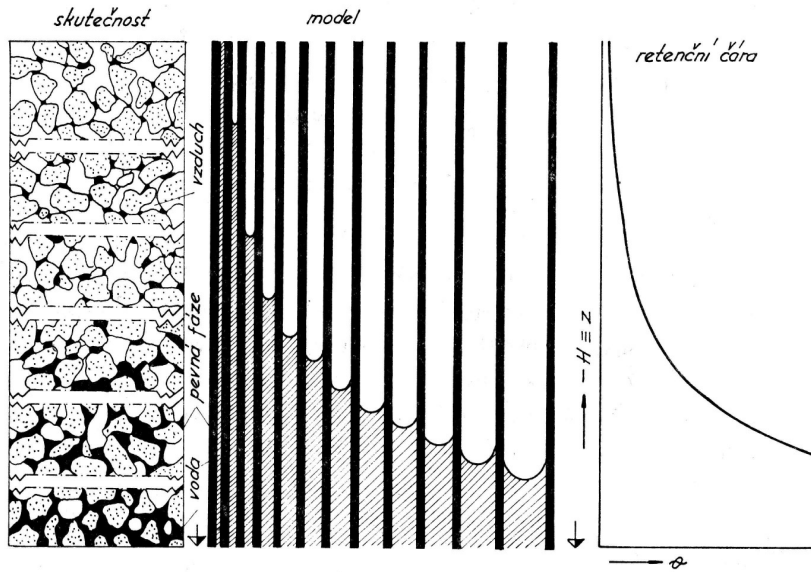 skutečnost
model
retenční čára
vzduch
pevná fáze
voda
−H ≡ z
ϑ